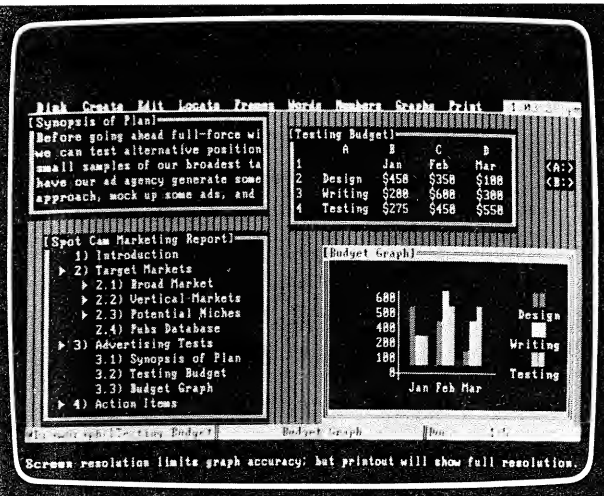 Disk Create Edit Locate Frames Words Numbers Graphs Print
[Synopsis of Plan]
Before going ahead full-force wi
we can test alternative position
small samples of our broadest ta
have our ad agency generate some
approach, mock up some ads, and
[Testing Budget]
A B C D
1 Jan Feb Mar
2 Design $450 $350 $100
3 Writing $200 $600 $300
4 Testing $275 $450 $550
<A:>
<B:>
[Spot Cam Marketing Report]
1) Introduction
2) Target Markets
2.1) Broad Market
2.2) Vertical Markets
2.3) Potential Niches
2.4) Pubs Database
3) Advertising Tests
3.1) Synopsis of Plan
3.2) Testing Budget
3.3) Budget Graph
4) Action Items
[Budget Graph]
600
500
400
300
200
100
0
Jan Feb Mar
Design
Writing
Testing
Testing Budget Budget Graph
Screen resolution limits graph accuracy; but printout will show full resolution.